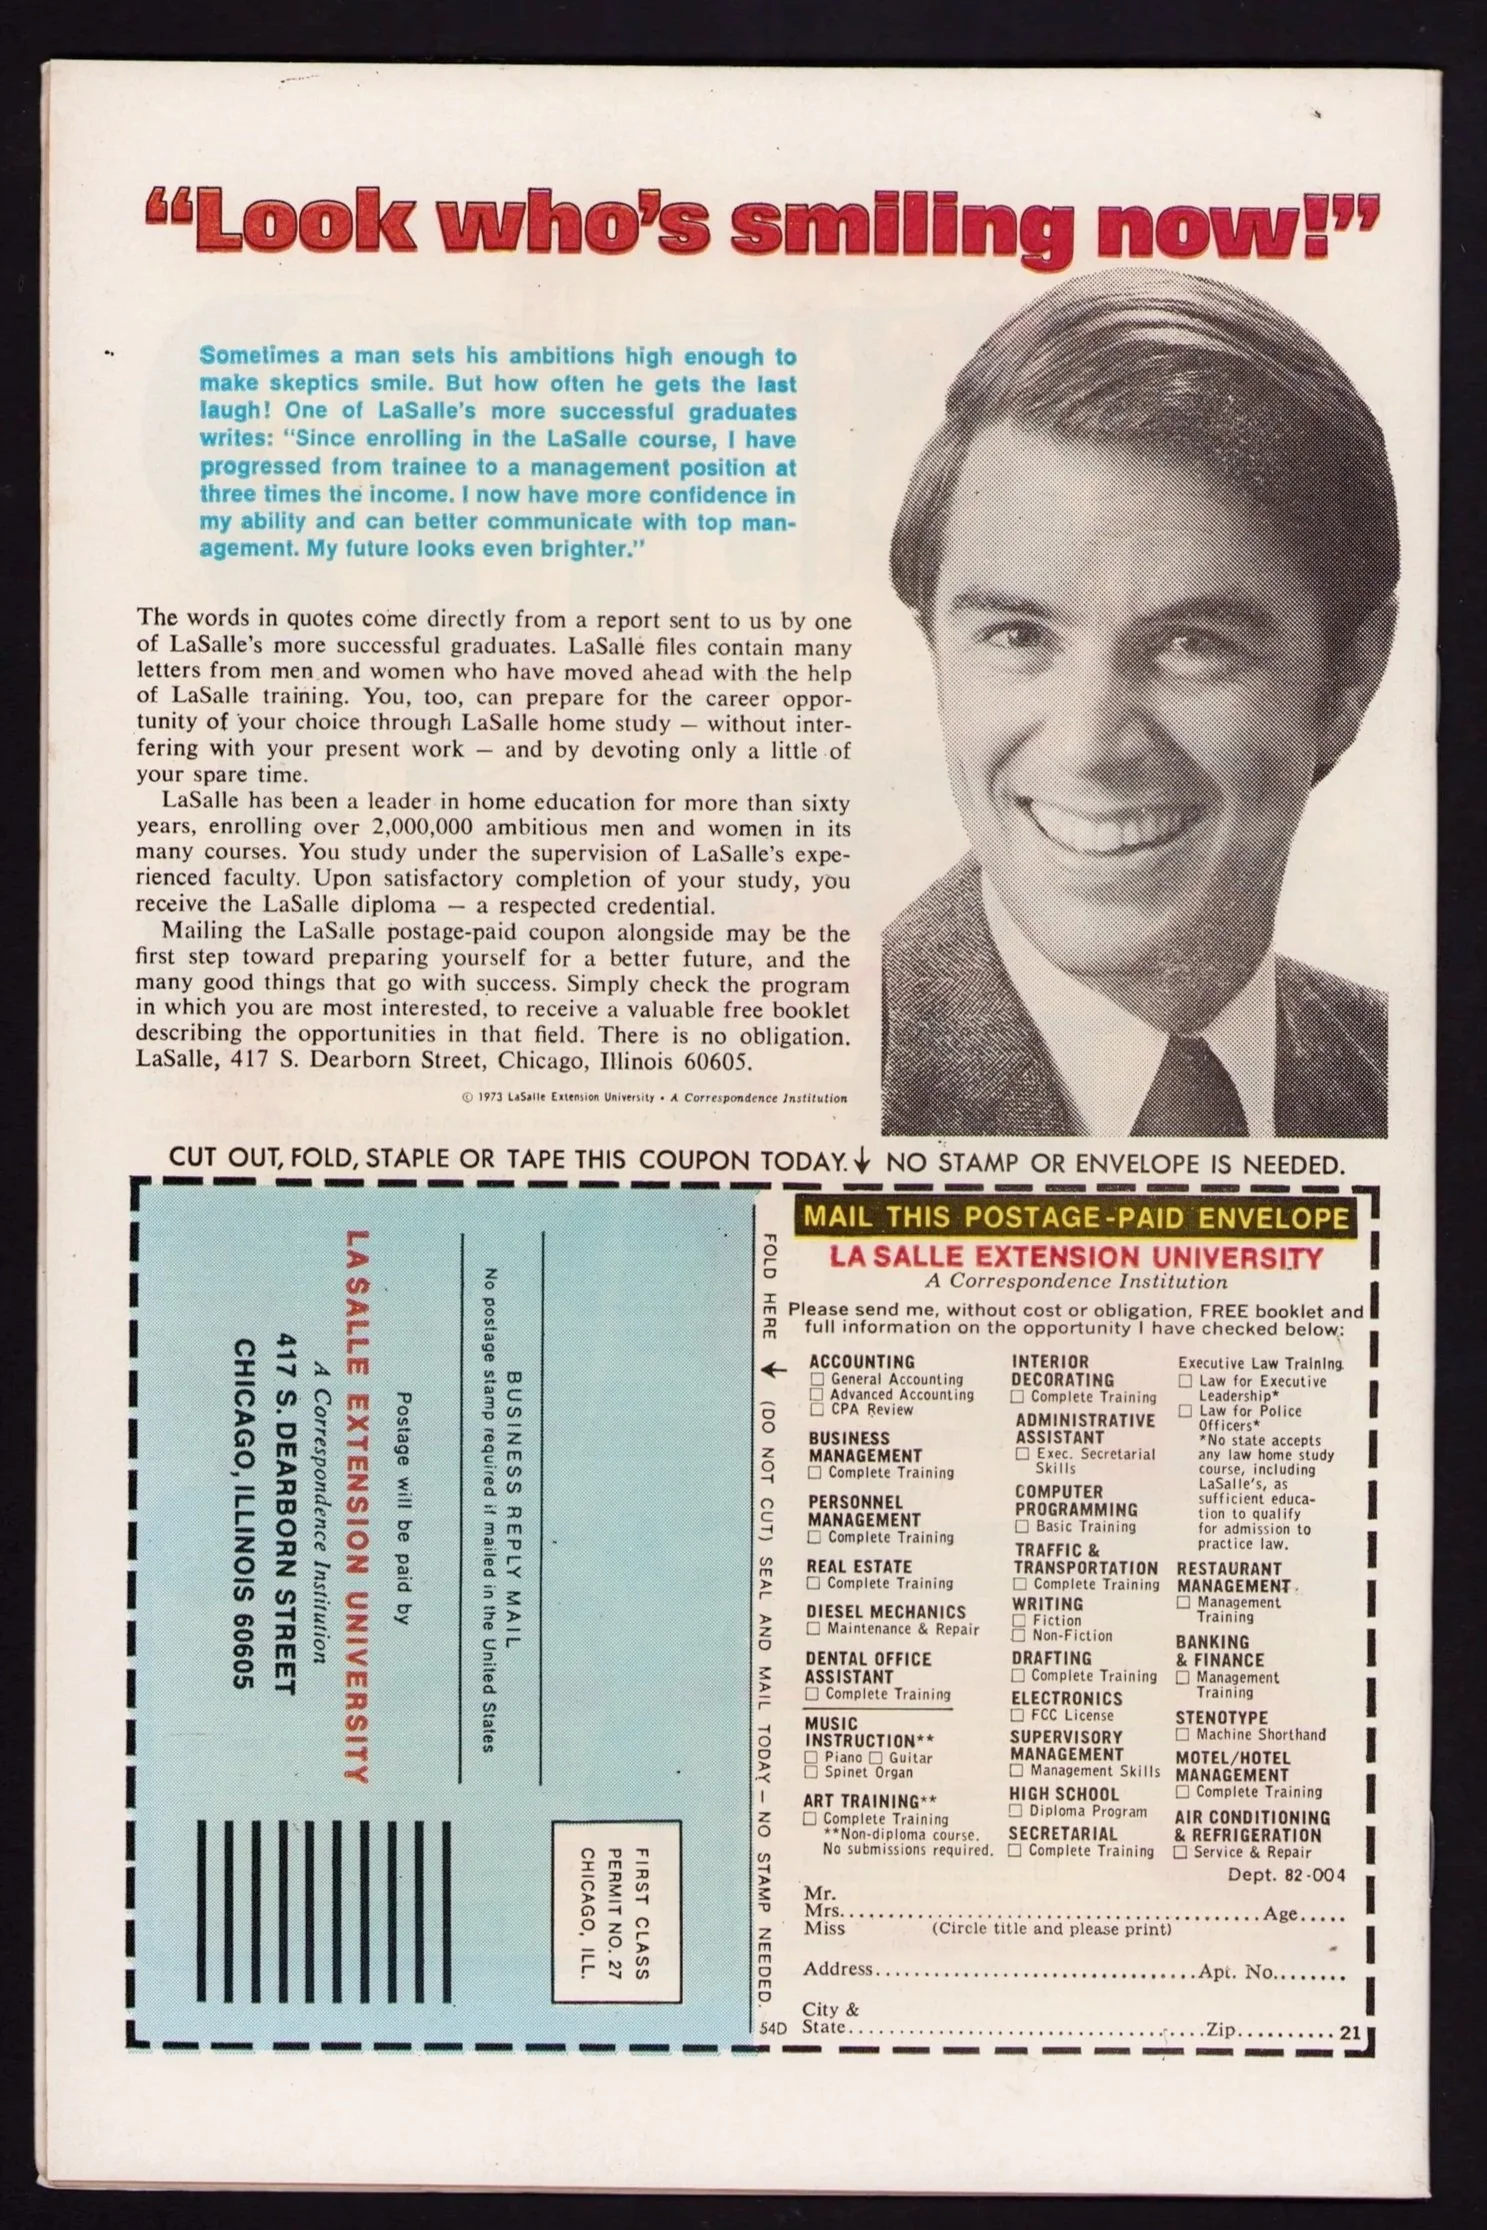 “Look who’s smiling now!”
Sometimes a man sets his ambitions high enough to
make skeptics smile. But how often he gets the last
laugh! One of LaSalle’s more successful graduates
writes: “Since enrolling in the LaSalle course, I have
progressed from trainee to a management position at
three times the income. I now have more confidence in
my ability and can better communicate with top man-
agement. My future looks even brighter.”
The words in quotes come directly from a report sent to us by one
of LaSalle’s more successful graduates. LaSalle files contain many
letters from men and women who have moved ahead with the help
of LaSalle training. You, too, can prepare for the career oppor-
tunity of your choice through LaSalle home study — without inter-
fering with your present work — and by devoting only a little of
your spare time.
LaSalle has been a leader in home education for more than sixty
years, enrolling over 2,000,000 ambitious men and women in its
many courses. You study under the supervision of LaSalle’s expe-
rienced faculty. Upon satisfactory completion of your study, you
receive the LaSalle diploma — a respected credential.
Mailing the LaSalle postage-paid coupon alongside may be the
first step toward preparing yourself for a better future, and the
many good things that go with success. Simply check the program
in which you are most interested, to receive a valuable free booklet
describing the opportunities in that field. There is no obligation.
LaSalle, 417 S. Dearborn Street, Chicago, Illinois 60605.
© 1973 LaSalle Extension University • A Correspondence Institution
CUT OUT, FOLD, STAPLE OR TAPE THIS COUPON TODAY. ↓ NO STAMP OR ENVELOPE IS NEEDED.
FIRST CLASS
PERMIT NO. 27
CHICAGO, ILL.
BUSINESS REPLY MAIL
No postage stamp required if mailed in the United States
Postage will be paid by
LA SALLE EXTENSION UNIVERSITY
A Correspondence Institution
417 S. DEARBORN STREET
CHICAGO, ILLINOIS 60605
FOLD HERE ↓ (DO NOT CUT) SEAL AND MAIL TODAY — NO STAMP NEEDED.
54D
MAIL THIS POSTAGE-PAID ENVELOPE
LA SALLE EXTENSION UNIVERSITY
A Correspondence Institution
Please send me, without cost or obligation, FREE booklet and
full information on the opportunity I have checked below:
ACCOUNTING
☐ General Accounting
☐ Advanced Accounting
☐ CPA Review
BUSINESS
MANAGEMENT
☐ Complete Training
PERSONNEL
MANAGEMENT
☐ Complete Training
REAL ESTATE
☐ Complete Training
DIESEL MECHANICS
☐ Maintenance & Repair
DENTAL OFFICE
ASSISTANT
☐ Complete Training
MUSIC
INSTRUCTION**
☐ Piano ☐ Guitar
☐ Spinet Organ
ART TRAINING**
☐ Complete Training
**Non-diploma course.
No submissions required.
INTERIOR
DECORATING
☐ Complete Training
ADMINISTRATIVE
ASSISTANT
☐ Exec. Secretarial
Skills
COMPUTER
PROGRAMMING
☐ Basic Training
TRAFFIC &
TRANSPORTATION
☐ Complete Training
WRITING
☐ Fiction
☐ Non-Fiction
DRAFTING
☐ Complete Training
ELECTRONICS
☐ FCC License
SUPERVISORY
MANAGEMENT
☐ Management Skills
HIGH SCHOOL
☐ Diploma Program
SECRETARIAL
☐ Complete Training
Executive Law Training
☐ Law for Executive
Leadership*
☐ Law for Police
Officers*
*No state accepts
any law home study
course, including
LaSalle’s, as
sufficient educa-
tion to qualify
for admission to
practice law.
RESTAURANT
MANAGEMENT
☐ Management
Training
BANKING
& FINANCE
☐ Management
Training
STENOTYPE
☐ Machine Shorthand
MOTEL/HOTEL
MANAGEMENT
☐ Complete Training
AIR CONDITIONING
& REFRIGERATION
☐ Service & Repair
Dept. 82-004
Mr.
Mrs. Age
Miss (Circle title and please print)
Address Apt. No.
City &
State Zip 21